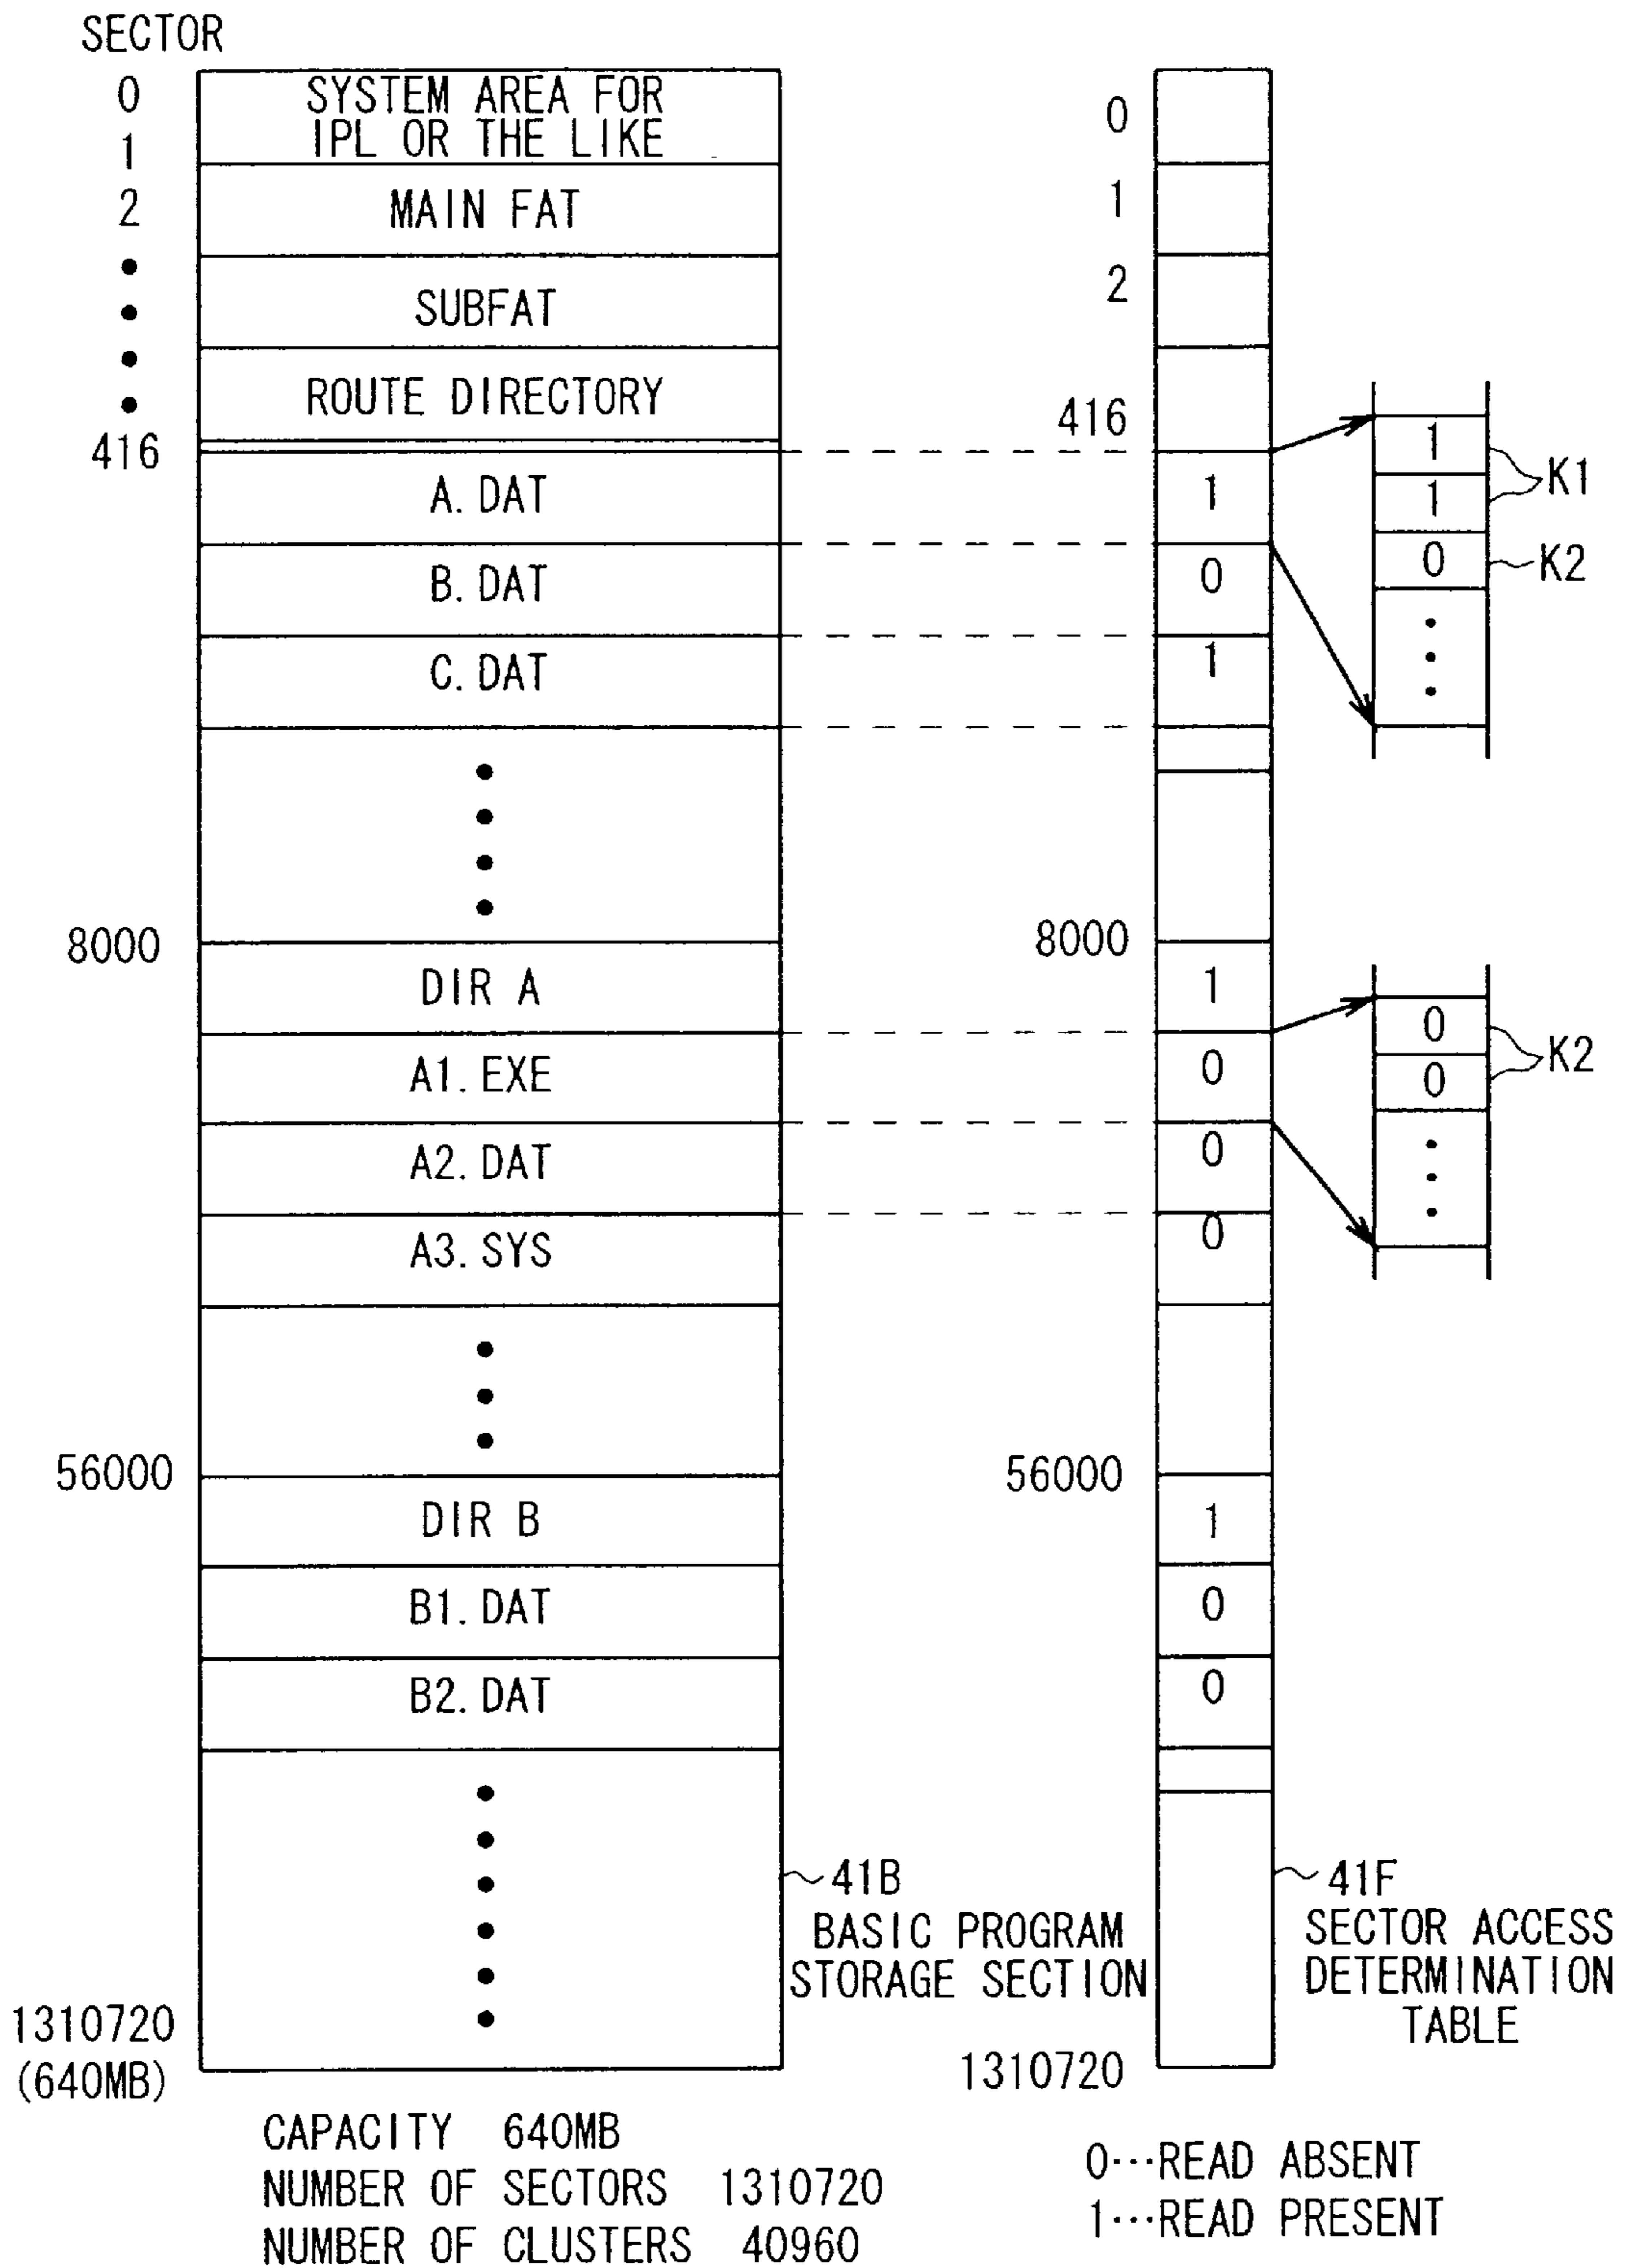 SECTOR
0
SYSTEM AREA FOR
IPL OR THE LIKE
1
2
MAIN FAT
SUBFAT
ROUTE DIRECTORY
416
A. DAT
B. DAT
C. DAT
8000
DIR A
A1. EXE
A2. DAT
A3. SYS
56000
DIR B
B1. DAT
B2. DAT
1310720
(640MB)
41B
BASIC PROGRAM
STORAGE SECTION
CAPACITY 640MB
NUMBER OF SECTORS 1310720
NUMBER OF CLUSTERS 40960
0
1
2
416
1
0
1
8000
1
0
0
0
56000
1
0
0
1310720
1
1
K1
0
K2
0
0
K2
41F
SECTOR ACCESS
DETERMINATION
TABLE
0···READ ABSENT
1···READ PRESENT